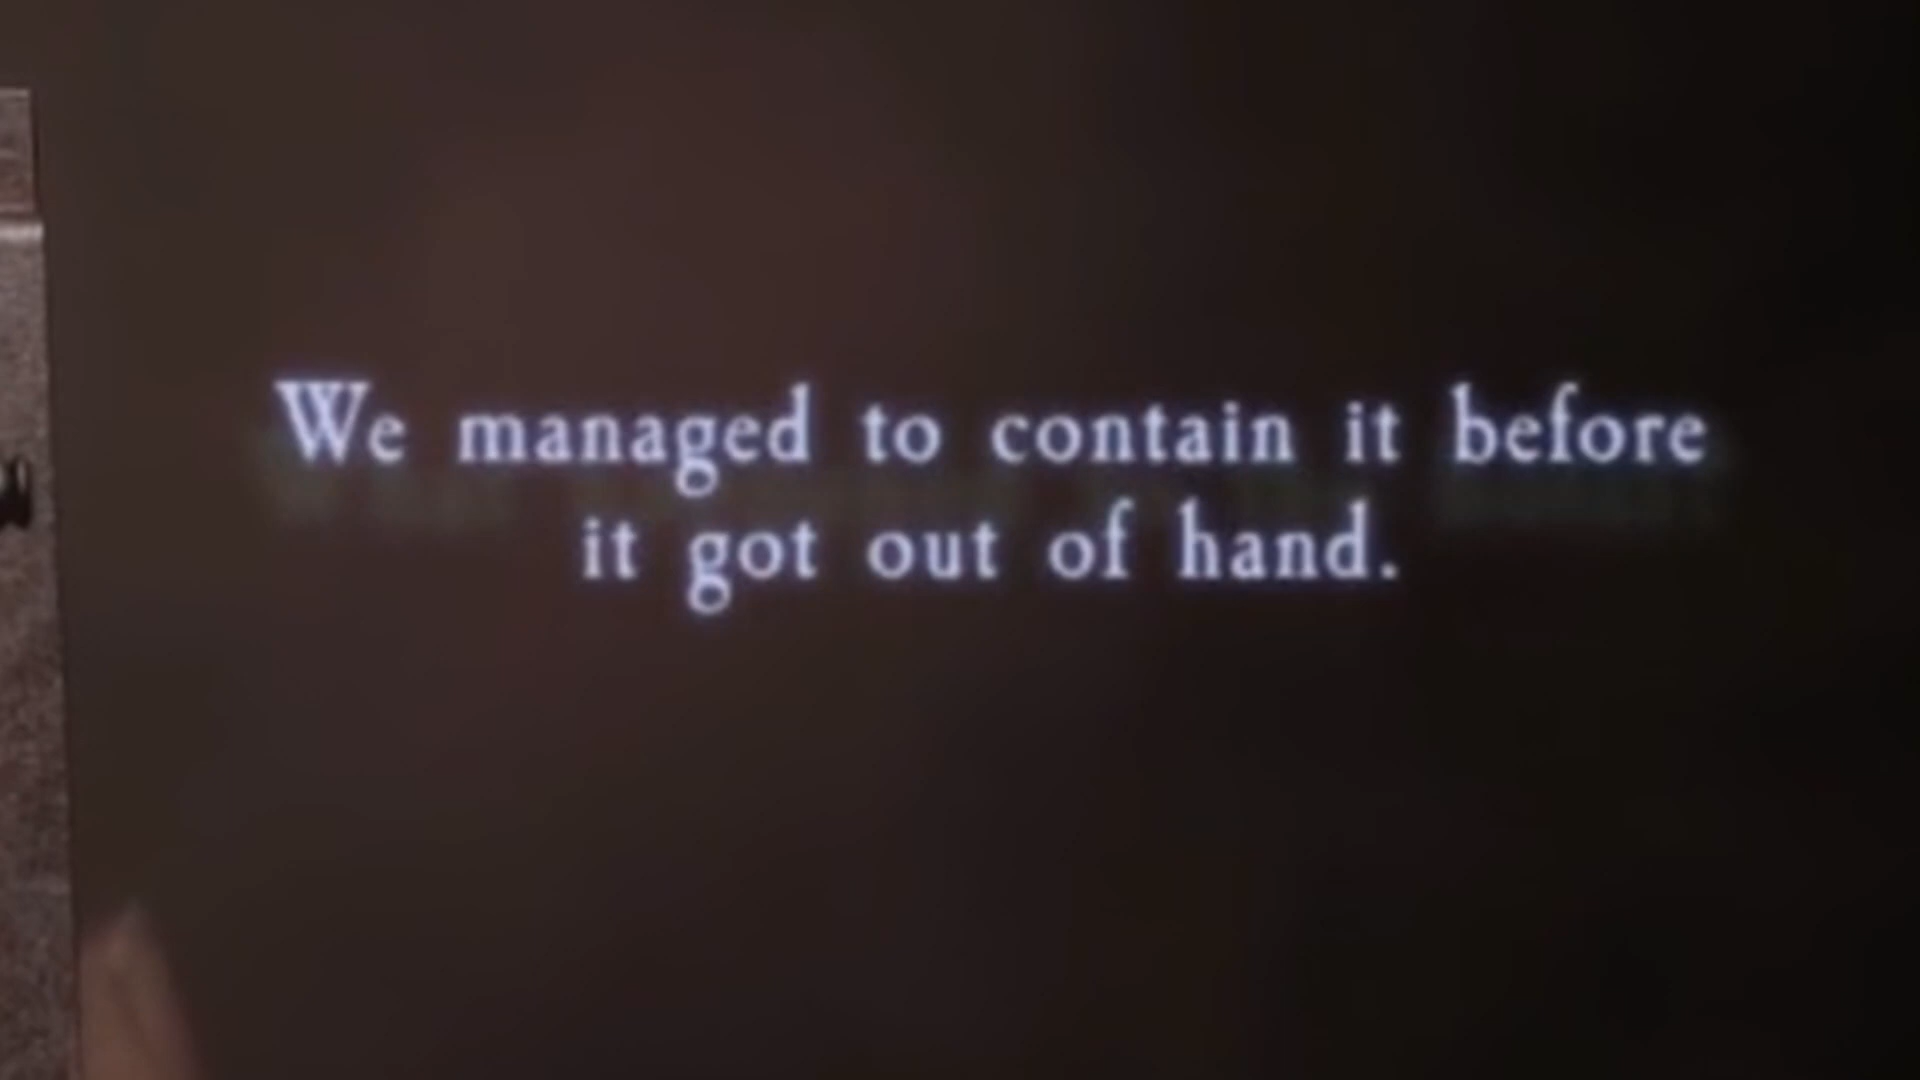 We managed to contain it before
it got out of hand.